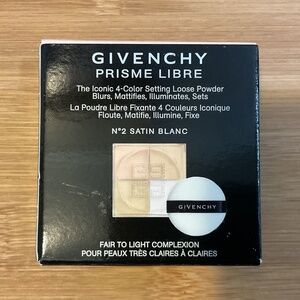 GIVENCHY
PRISME LIBRE
The Iconic 4-Color Setting Loose Powder
Blurs, Mattifies, Illuminates, Sets
La Poudre Libre Fixante 4 Couleurs Iconique
Floute, Matifie, Illumine, Fixe
Nº2 SATIN BLANC
GIVENCHY
FAIR TO LIGHT COMPLEXION
POUR PEAUX TRÈS CLAIRES À CLAIRES